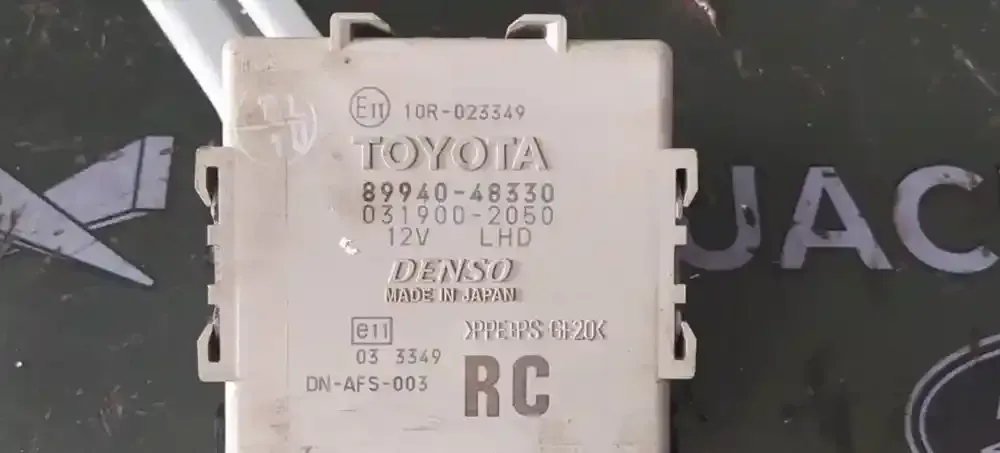 E11 10R-023349
TOYOTA
89940-48330
031900-2050
12V LHD
DENSO
MADE IN JAPAN
e11 >PPE+PS GF20<
03 3349
DN-AFS-003 RC
UAC